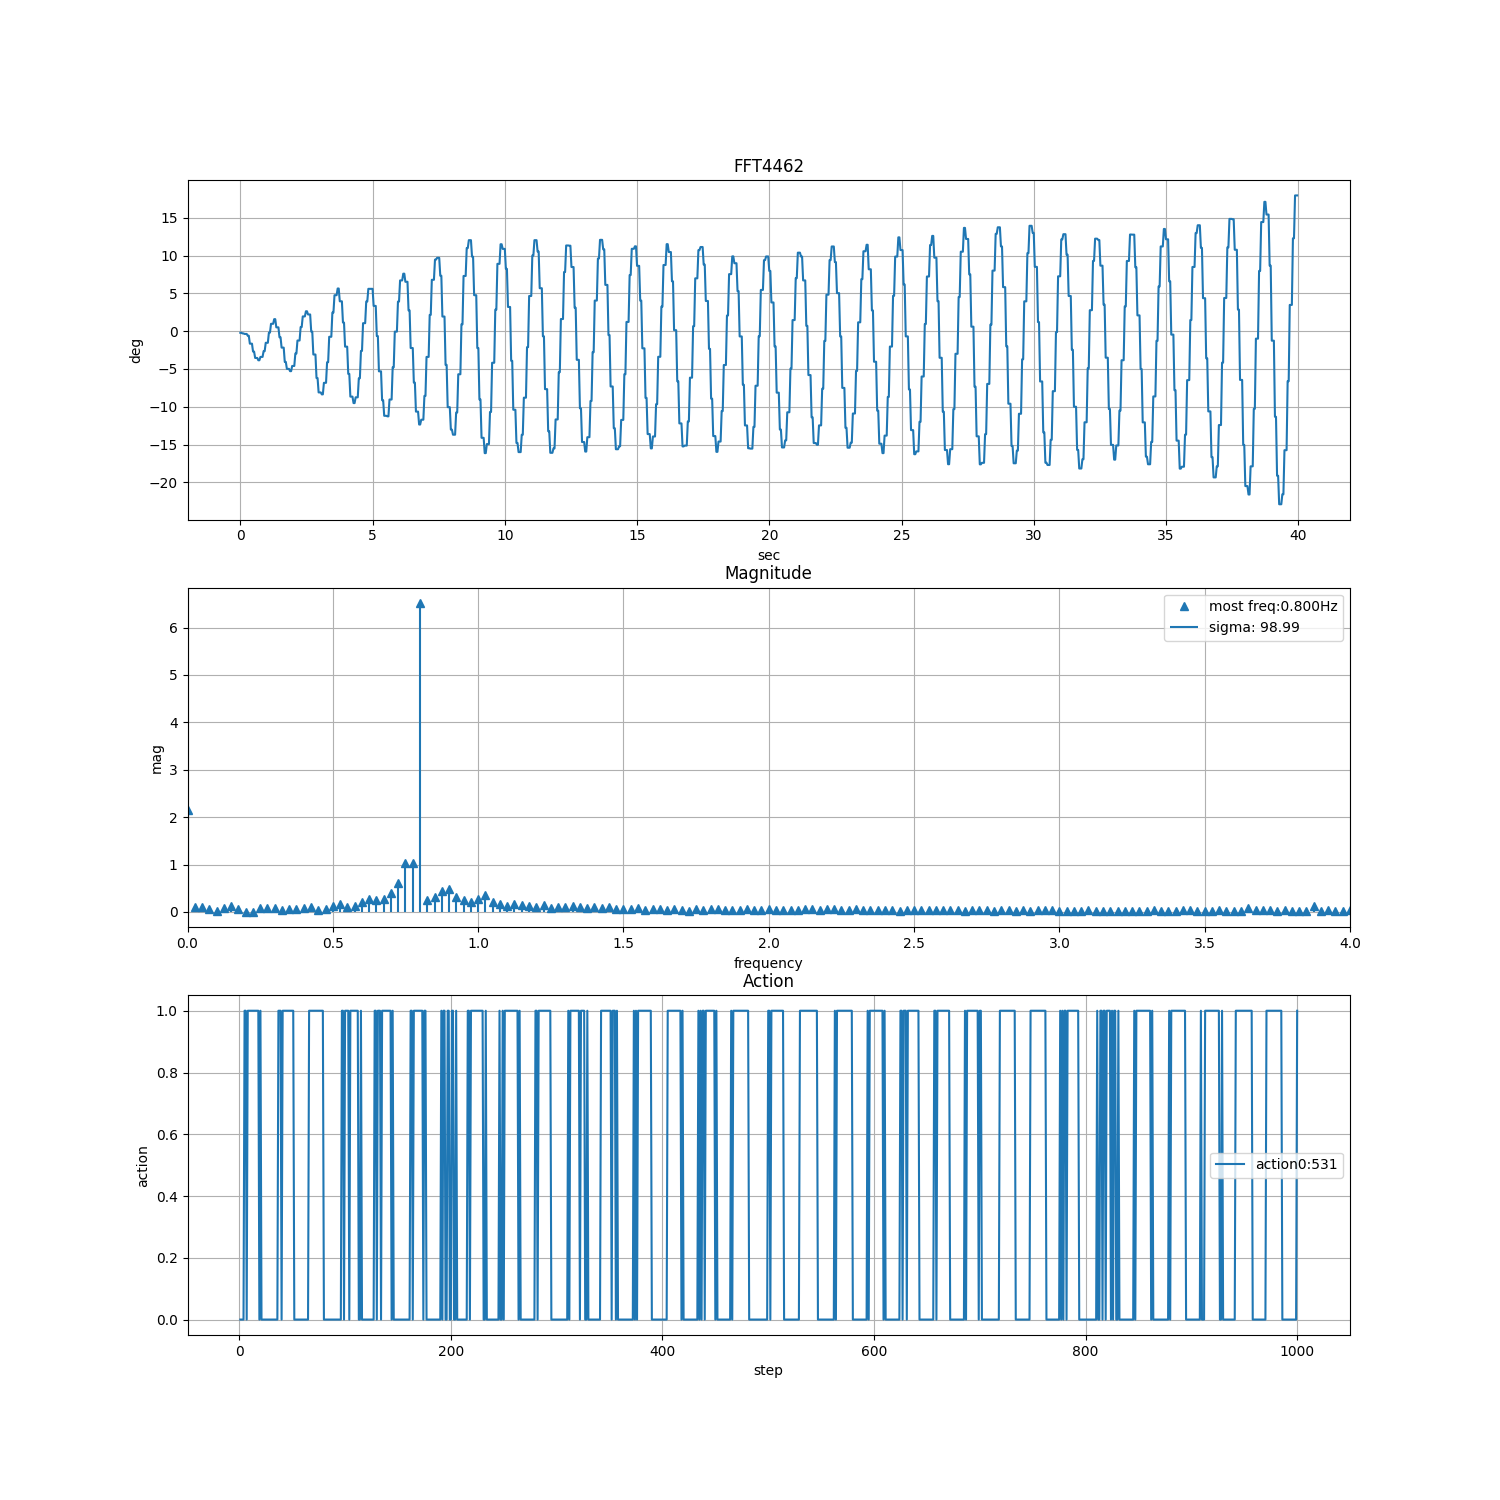 FFT4462
15
10
5
0
−5
−10
−15
−20
deg
0 5 10 15 20 25 30 35 40
sec
Magnitude
most freq:0.800Hz
sigma: 98.99
6
5
4
3
2
1
0
mag
0.0 0.5 1.0 1.5 2.0 2.5 3.0 3.5 4.0
frequency
Action
1.0
0.8
0.6
0.4
0.2
0.0
action
action0:531
0 200 400 600 800 1000
step